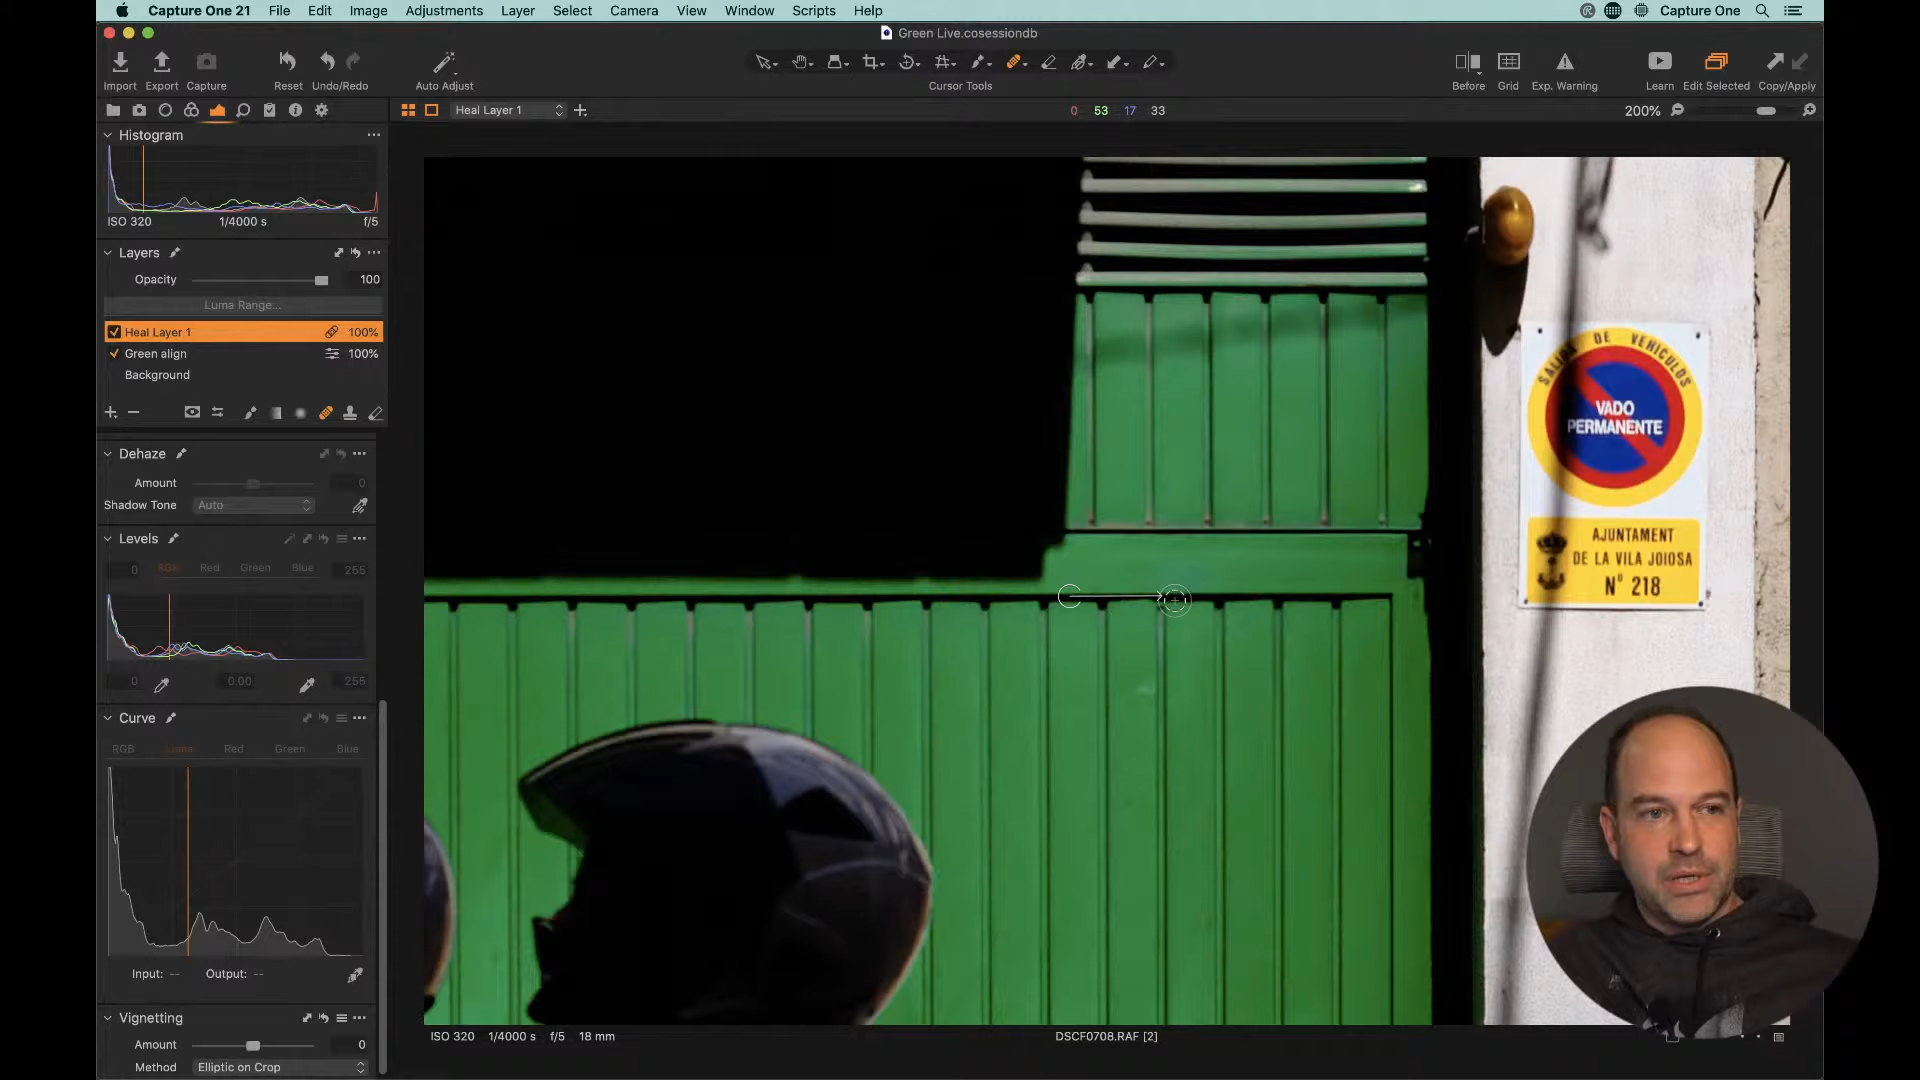 Capture One 21 File Edit Image Adjustments Layer Select Camera View Window Scripts Help Capture One
Green Live.cosessiondb
Import Export Capture Reset Undo/Redo Auto Adjust Cursor Tools Before Grid Exp. Warning Learn Edit Selected Copy/Apply
Heal Layer 1 0 53 17 33 200%
Histogram
ISO 320 1/4000 s f/5
Layers
Opacity 100
Luma Range...
Heal Layer 1 100%
Green align 100%
Background
Dehaze
Amount 0
Shadow Tone Auto
Levels
0 RGB Red Green Blue 255
0 0.00 255
Curve
RGB Luma Red Green Blue
Input: -- Output: --
Vignetting
Amount 0
Method Elliptic on Crop
SALIDA DE VEHICULOS
VADO
PERMANENTE
AJUNTAMENT
DE LA VILA JOIOSA
Nº 218
ISO 320 1/4000 s f/5 18 mm DSCF0708.RAF [2]